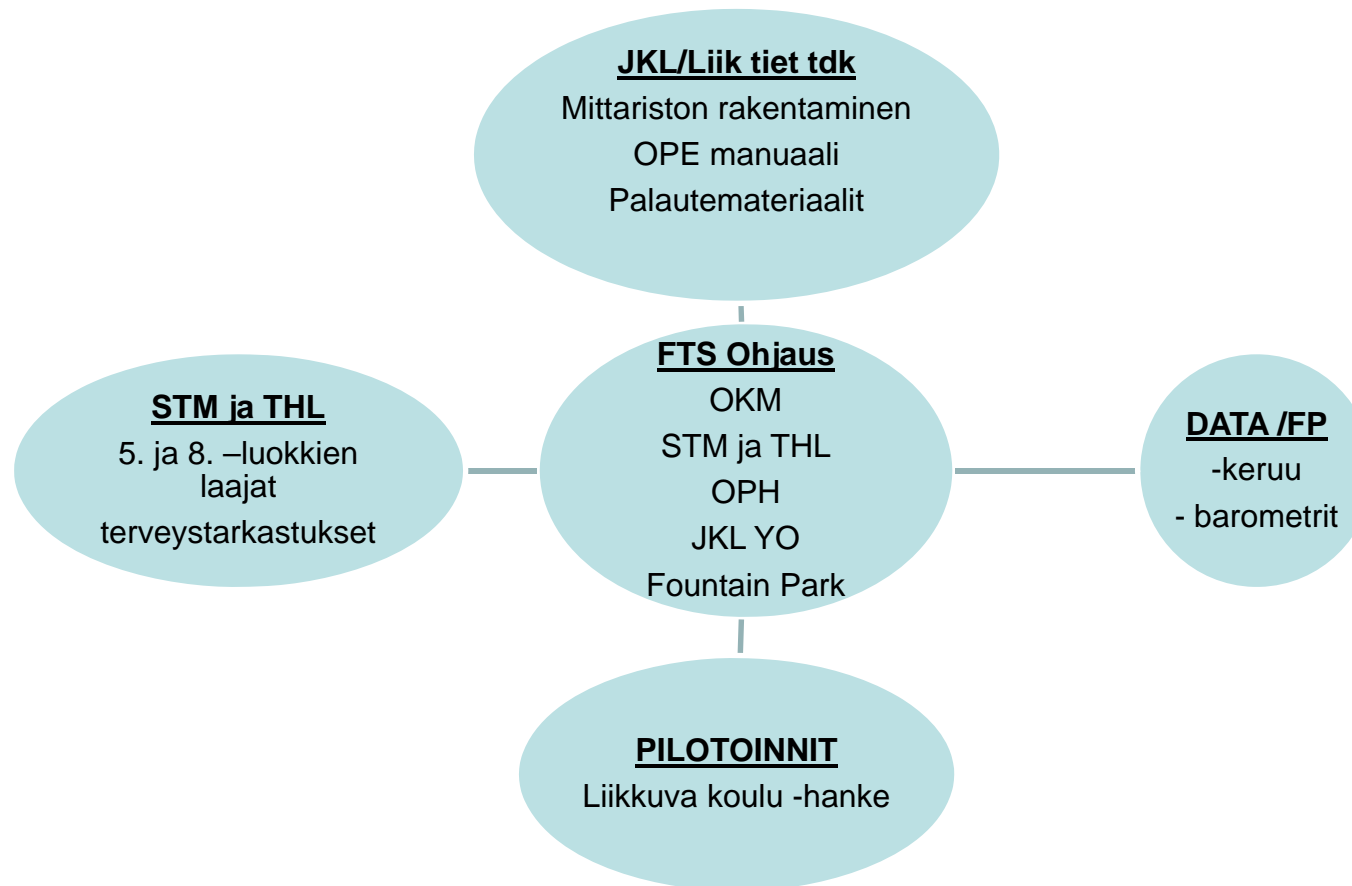 JKL/Liik tiet tdk
Mittariston rakentaminen
OPE manuaali
Palautemateriaalit
FTS Ohjaus
OKM
STM ja THL
OPH
JKL YO
Fountain Park
STM ja THL
5. ja 8. –luokkien
laajat
terveystarkastukset
DATA /FP
-keruu
- barometrit
PILOTOINNIT
Liikkuva koulu -hanke